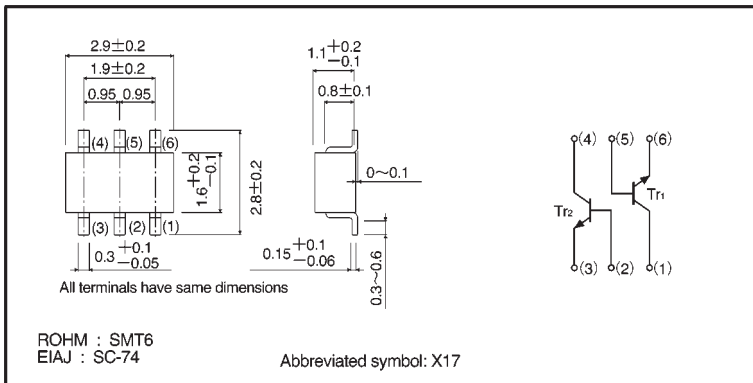 2.9±0.2
1.9±0.2
0.95 0.95
(4) (5) (6)
1.6 +0.2 −0.1
2.8±0.2
(3) (2) (1)
0.3 +0.1 −0.05
All terminals have same dimensions
1.1 +0.2 −0.1
0.8±0.1
0~0.1
0.15 +0.1 −0.06
0.3~0.6
(4) (5) (6)
Tr1
Tr2
(3) (2) (1)
ROHM : SMT6
EIAJ : SC-74
Abbreviated symbol: X17